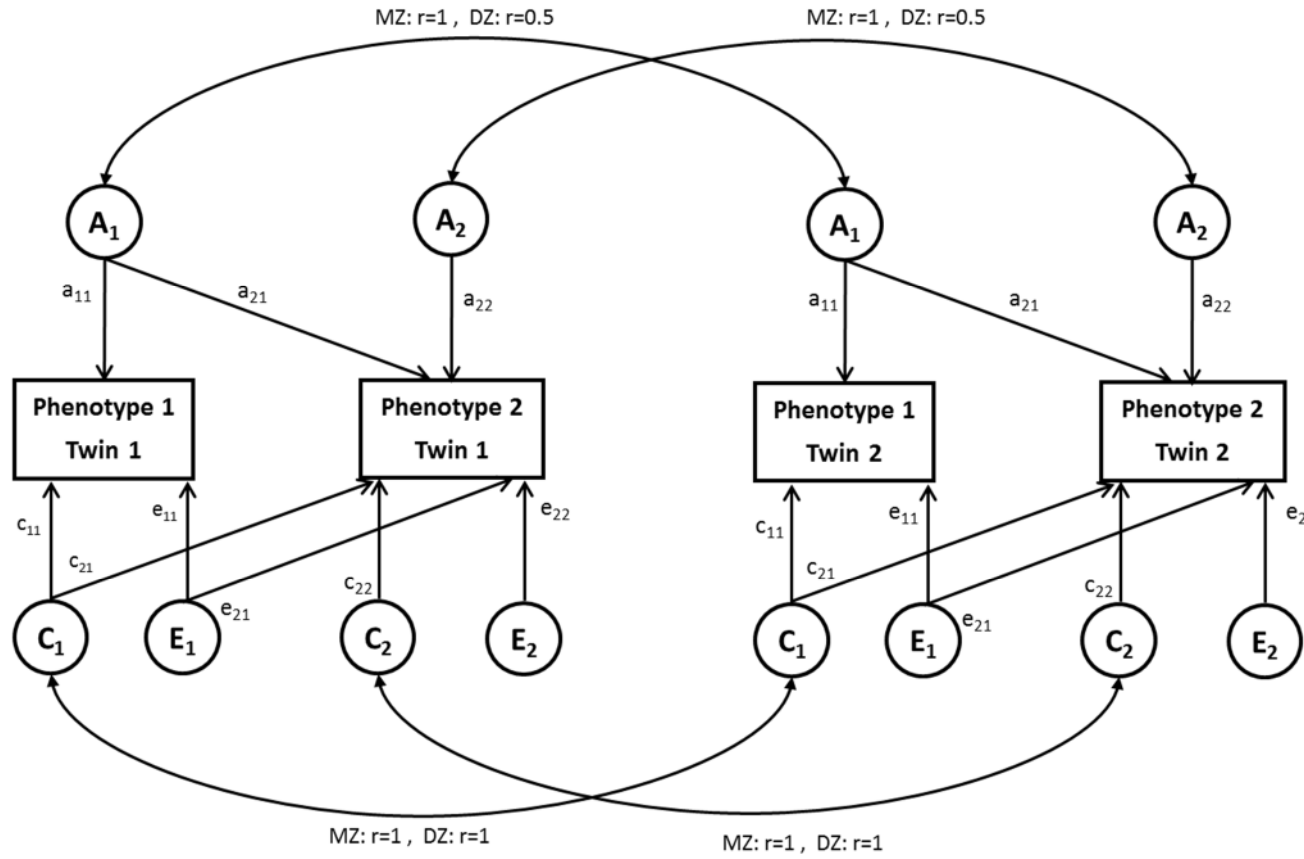 MZ: r=1 , DZ: r=0.5
MZ: r=1 , DZ: r=0.5
A₁
A₂
A₁
A₂
a₁₁
a₂₁
a₂₂
a₁₁
a₂₁
a₂₂
Phenotype 1
Twin 1
Phenotype 2
Twin 1
Phenotype 1
Twin 2
Phenotype 2
Twin 2
c₁₁
e₁₁
c₂₁
e₂₁
c₂₂
e₂₂
c₁₁
e₁₁
c₂₁
e₂₁
c₂₂
e₂
C₁
E₁
C₂
E₂
C₁
E₁
C₂
E₂
MZ: r=1 , DZ: r=1
MZ: r=1 , DZ: r=1